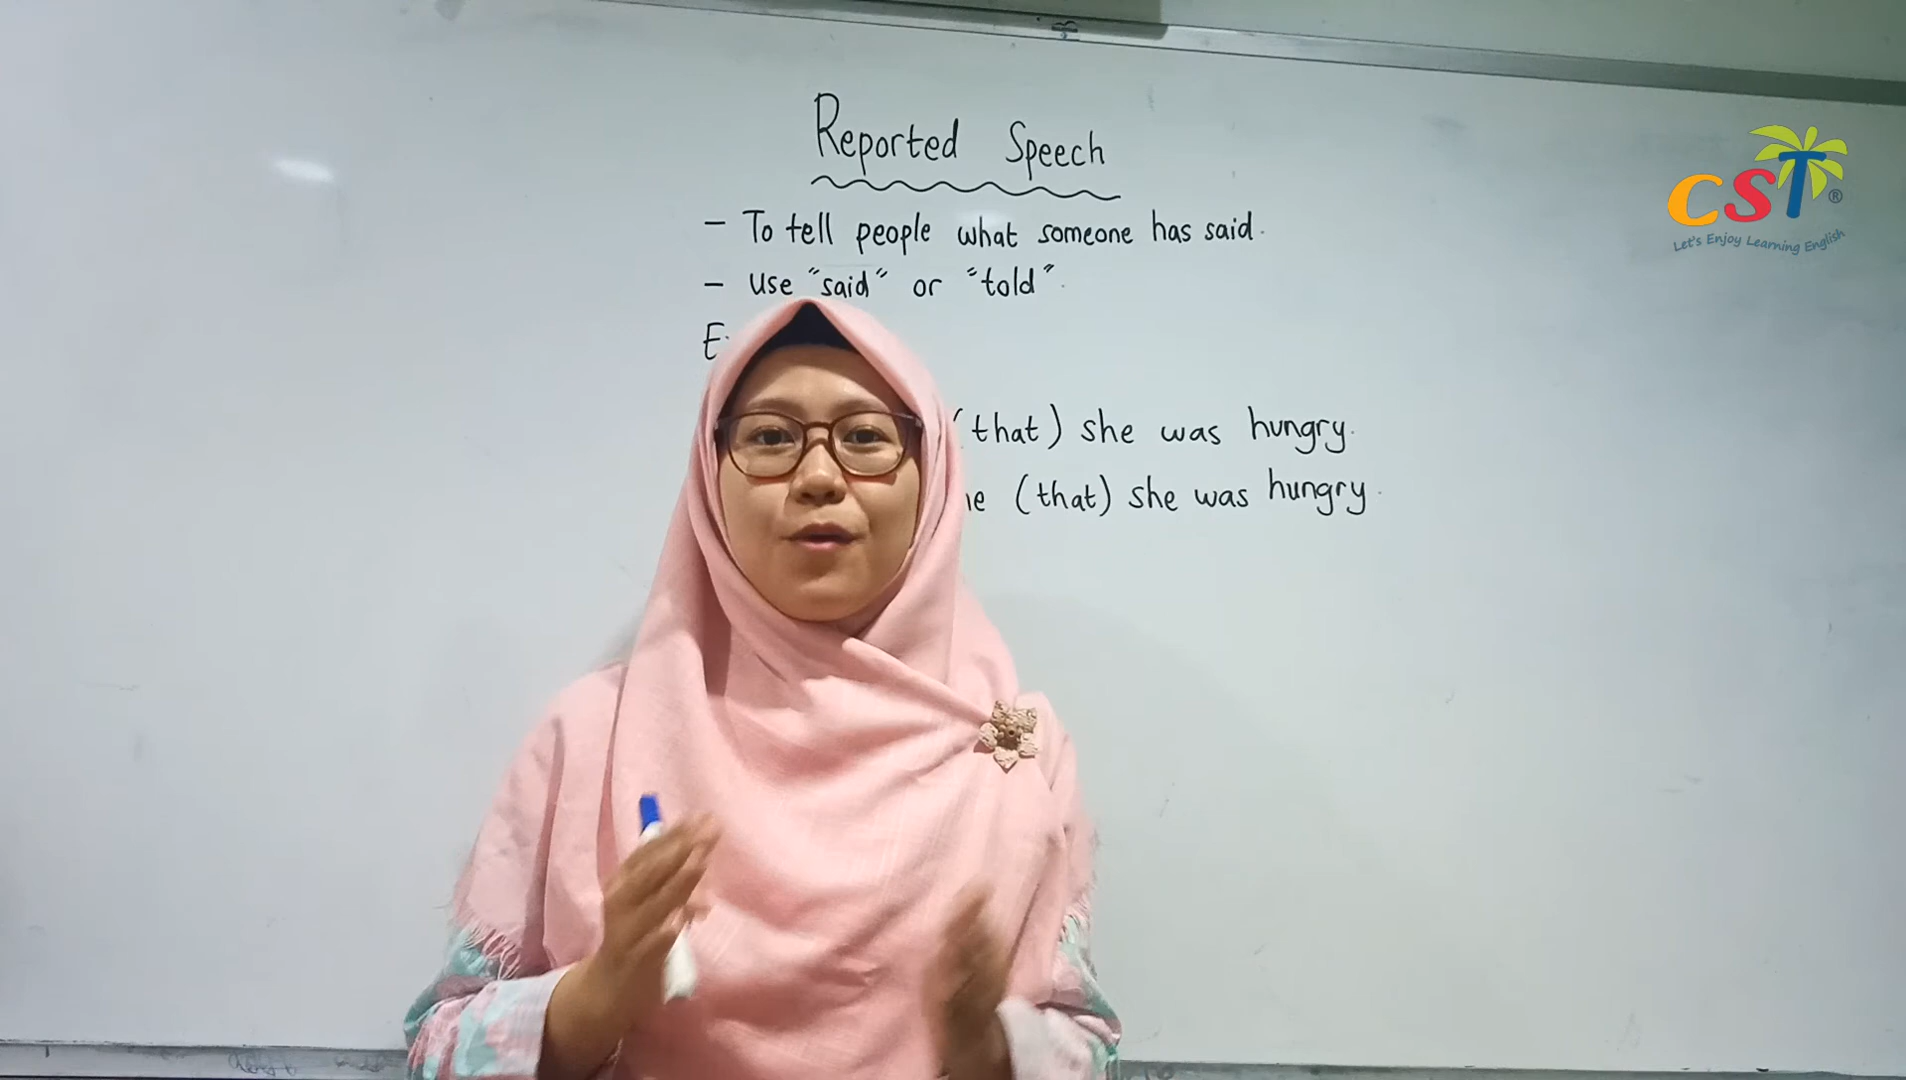 Reported Speech
- To tell people what someone has said.
- Use "said" or "told".
E.
(that) she was hungry.
(that) she was hungry.
CST®
Let's Enjoy Learning English